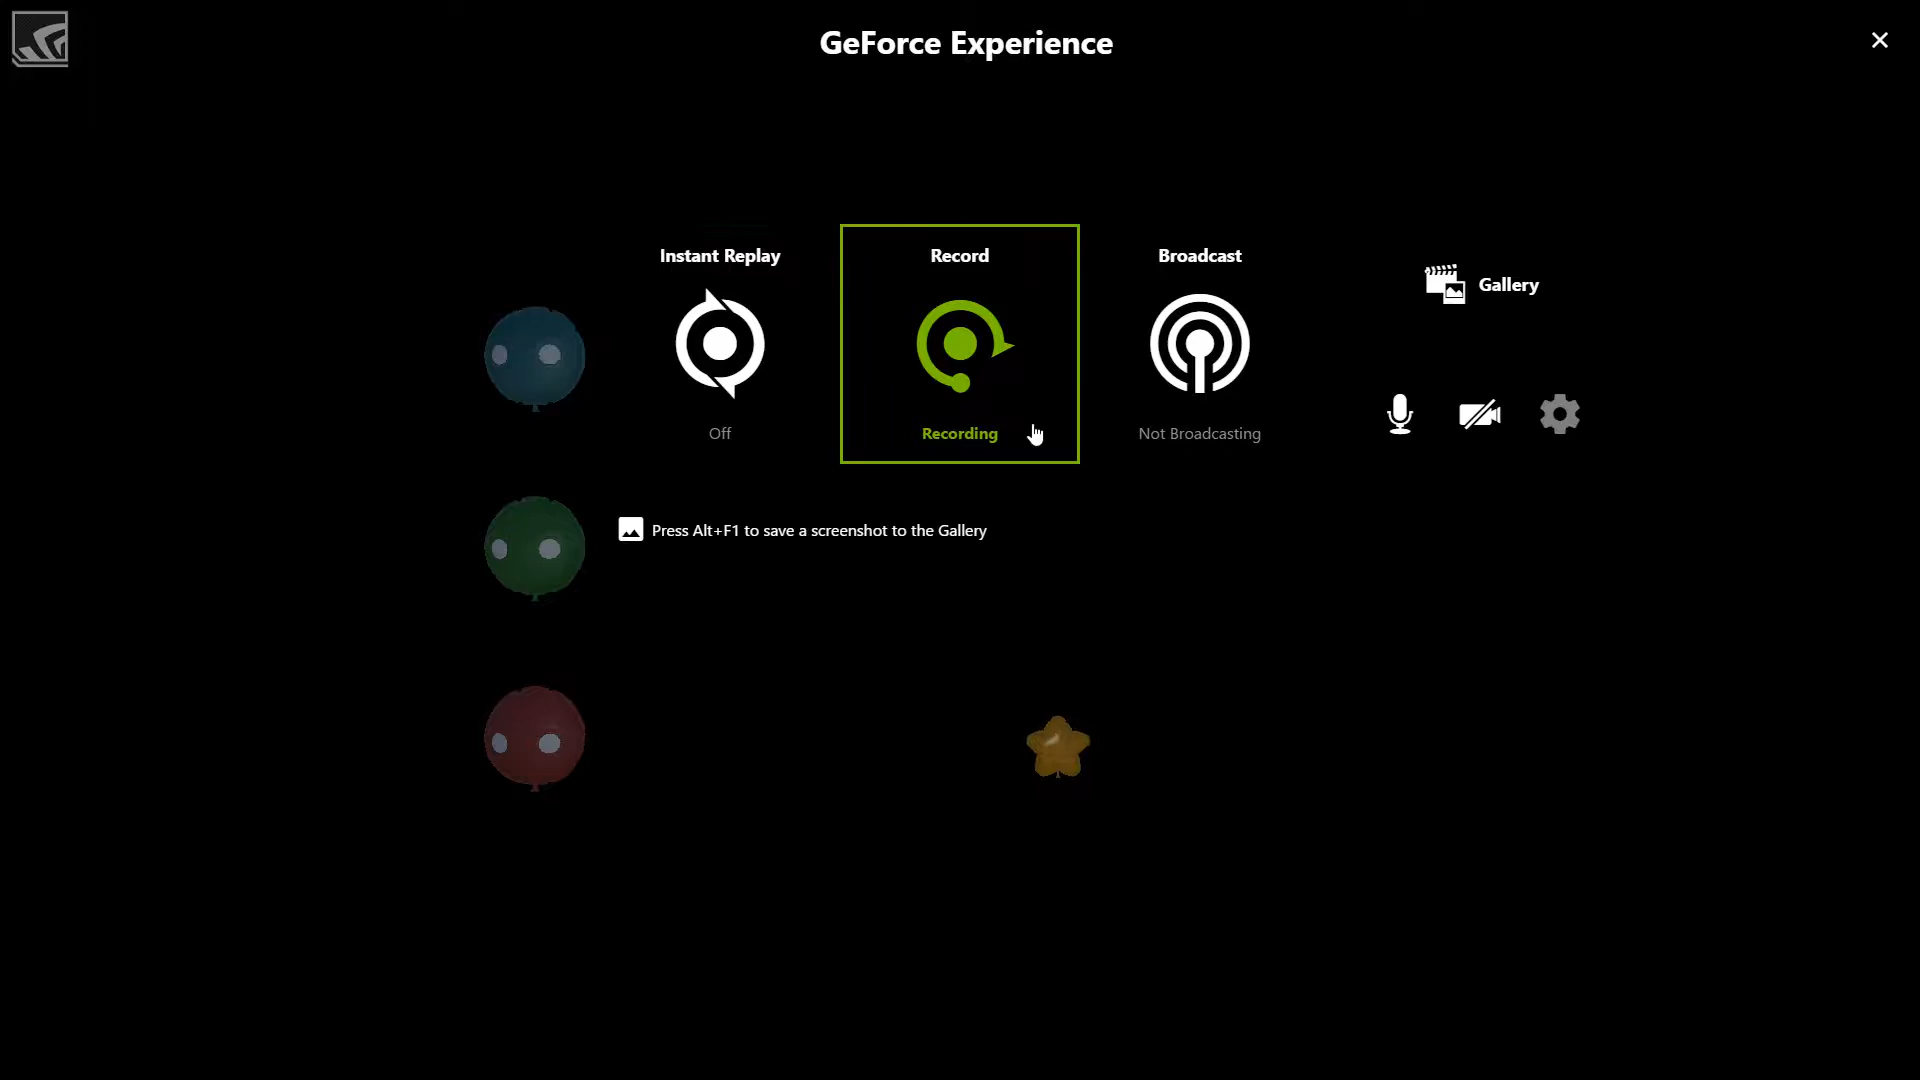 GeForce Experience
Instant Replay
Record
Broadcast
Gallery
Off
Recording
Not Broadcasting
Press Alt+F1 to save a screenshot to the Gallery